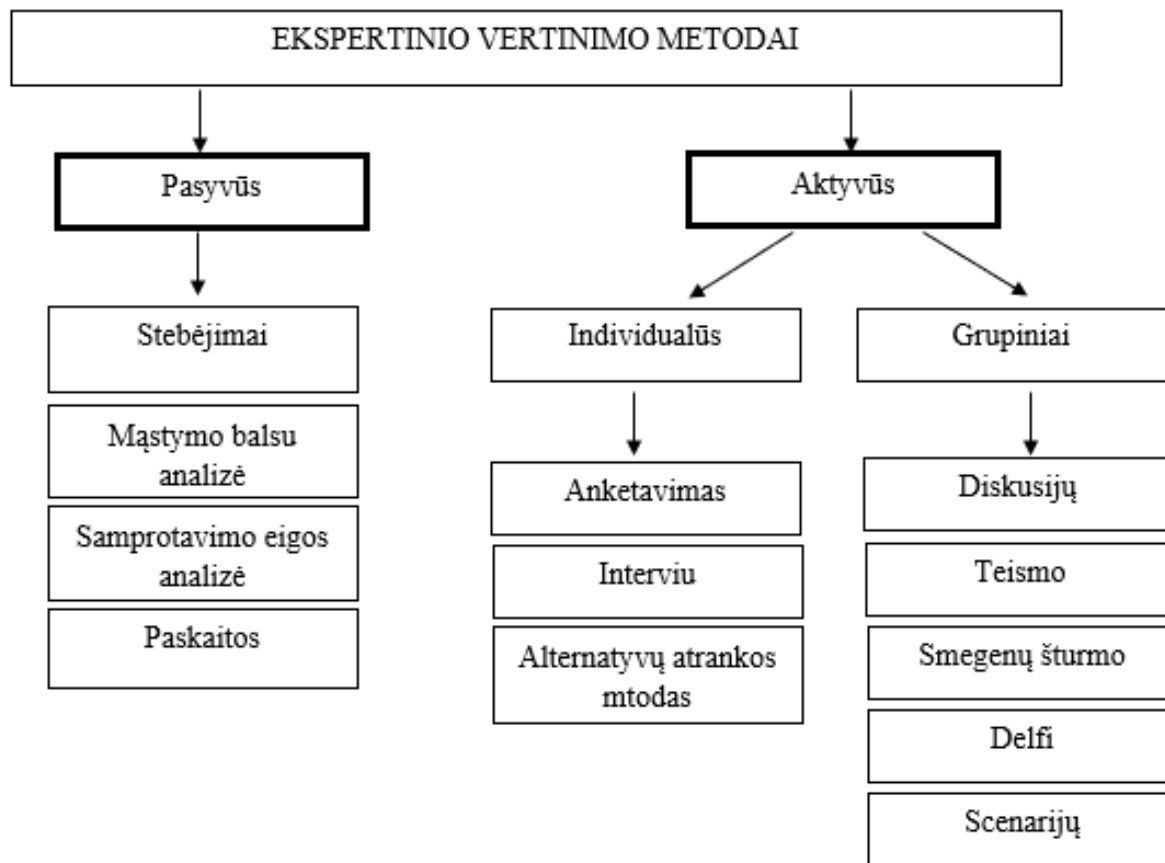 EKSPERTINIO VERTINIMO METODAI
Pasyvūs
Aktyvūs
Stebėjimai
Mąstymo balsu
analizė
Samprotavimo eigos
analizė
Paskaitos
Individualūs
Grupiniai
Anketavimas
Interviu
Alternatyvų atrankos
mtodas
Diskusijų
Teismo
Smegenų šturmo
Delfi
Scenarijų